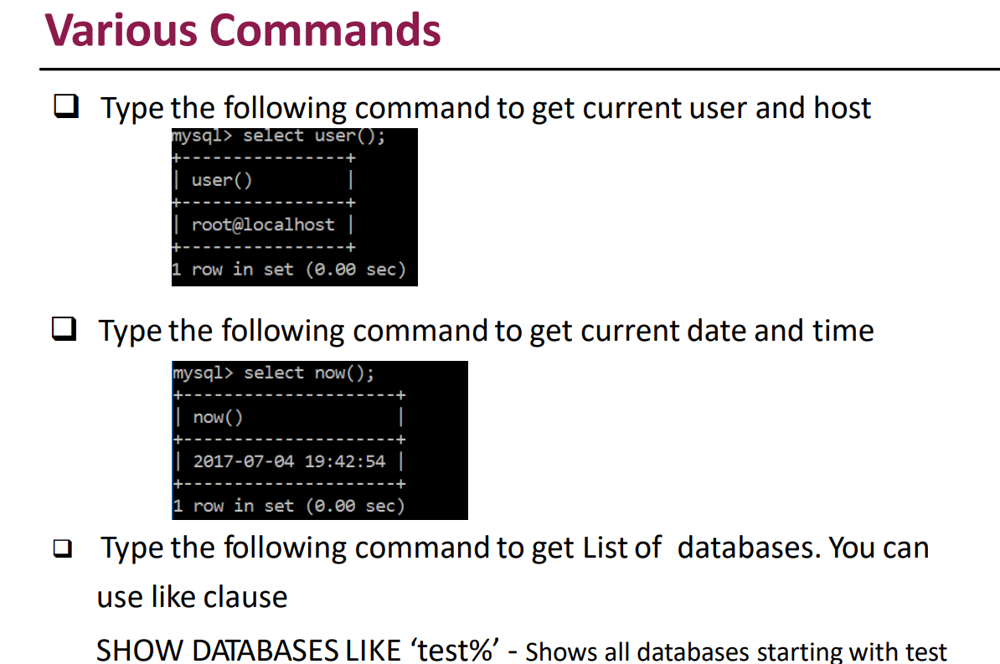 Various Commands
Type the following command to get current user and host
mysql> select user();
+----------------+
| user()         |
+----------------+
| root@localhost |
+----------------+
1 row in set (0.00 sec)
Type the following command to get current date and time
mysql> select now();
+---------------------+
| now()               |
+---------------------+
| 2017-07-04 19:42:54 |
+---------------------+
1 row in set (0.00 sec)
Type the following command to get List of databases. You can
use like clause
SHOW DATABASES LIKE ‘test%’ - Shows all databases starting with test